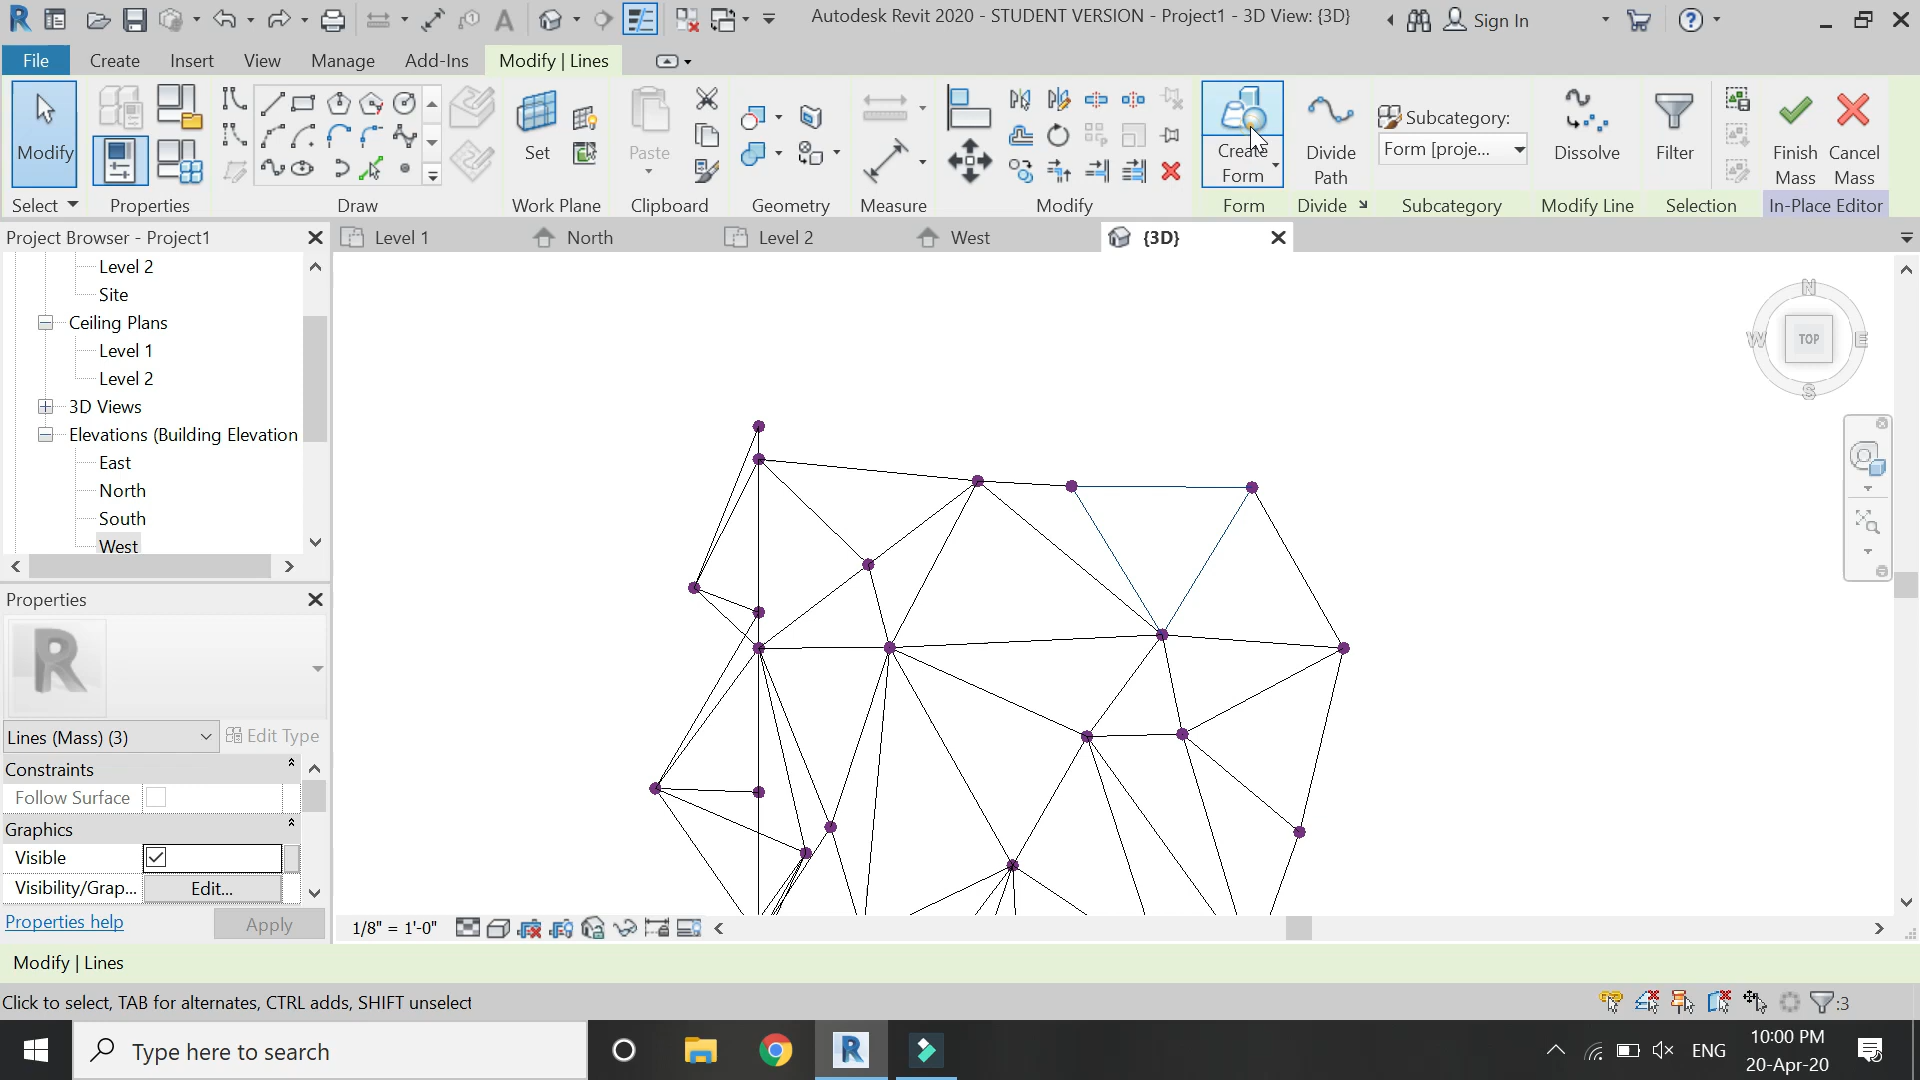 Autodesk Revit 2020 - STUDENT VERSION - Project1 - 3D View: {3D}
Sign In
File
Create
Insert
View
Manage
Add-Ins
Modify | Lines
Modify
Set
Paste
Create
Form
Divide
Path
Subcategory:
Form [proje...
Dissolve
Filter
Finish
Mass
Cancel
Mass
Select
Properties
Draw
Work Plane
Clipboard
Geometry
Measure
Modify
Form
Divide
Subcategory
Modify Line
Selection
In-Place Editor
Project Browser - Project1
Level 1
North
Level 2
West
{3D}
Level 2
Site
Ceiling Plans
Level 1
Level 2
3D Views
Elevations (Building Elevation
East
North
South
West
N
W
TOP
E
S
Properties
R
Lines (Mass) (3)
Edit Type
Constraints
Follow Surface
Graphics
Visible
Visibility/Grap...
Edit...
Properties help
Apply
1/8" = 1'-0"
Modify | Lines
Click to select, TAB for alternates, CTRL adds, SHIFT unselect
:3
Type here to search
R
ENG
10:00 PM
20-Apr-20